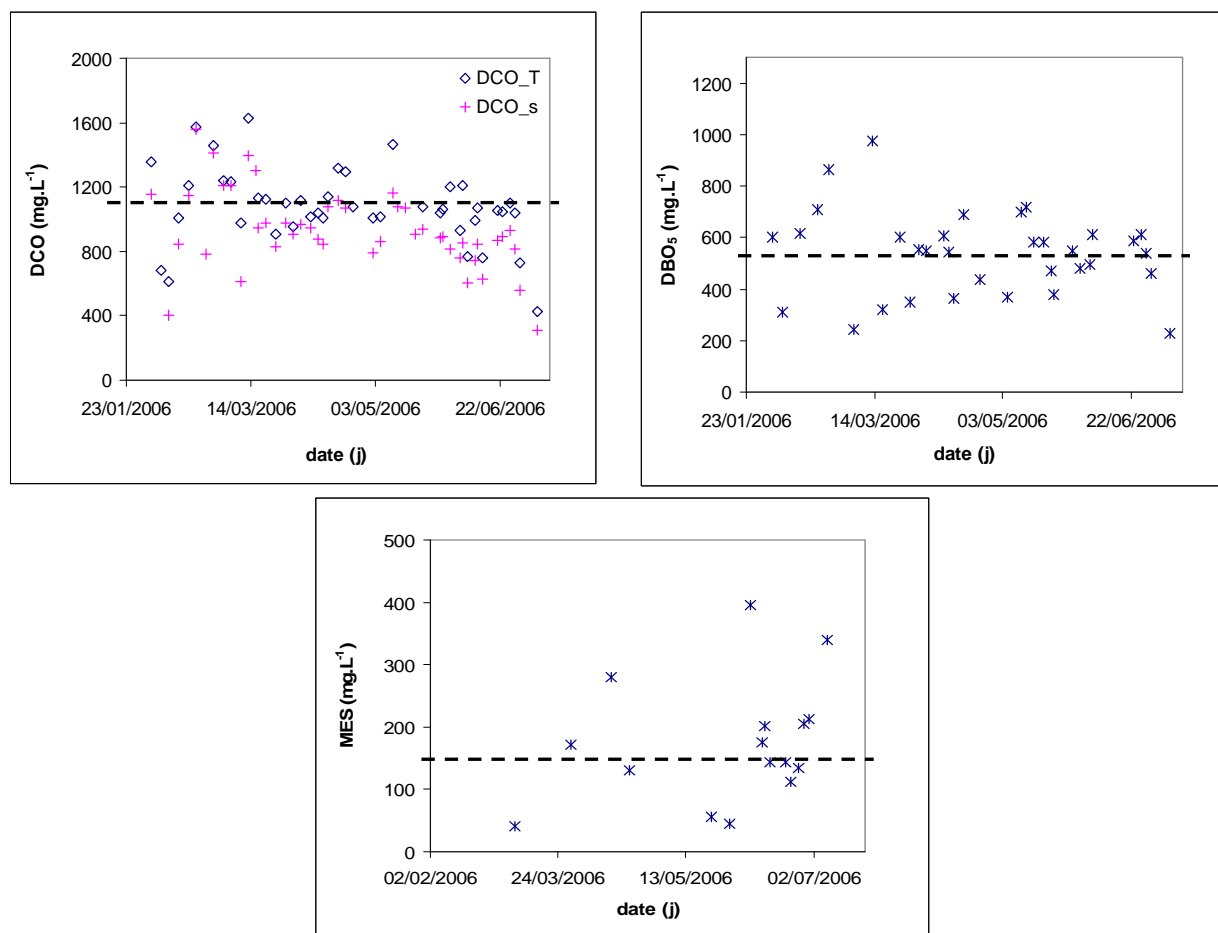 2000
1600
1200
800
400
0
DCO (mg.L-1)
DCO_T
DCO_s
23/01/2006 14/03/2006 03/05/2006 22/06/2006
date (j)
1200
1000
800
600
400
200
0
DBO5 (mg.L-1)
23/01/2006 14/03/2006 03/05/2006 22/06/2006
date (j)
500
400
300
200
100
0
MES (mg.L-1)
02/02/2006 24/03/2006 13/05/2006 02/07/2006
date (j)